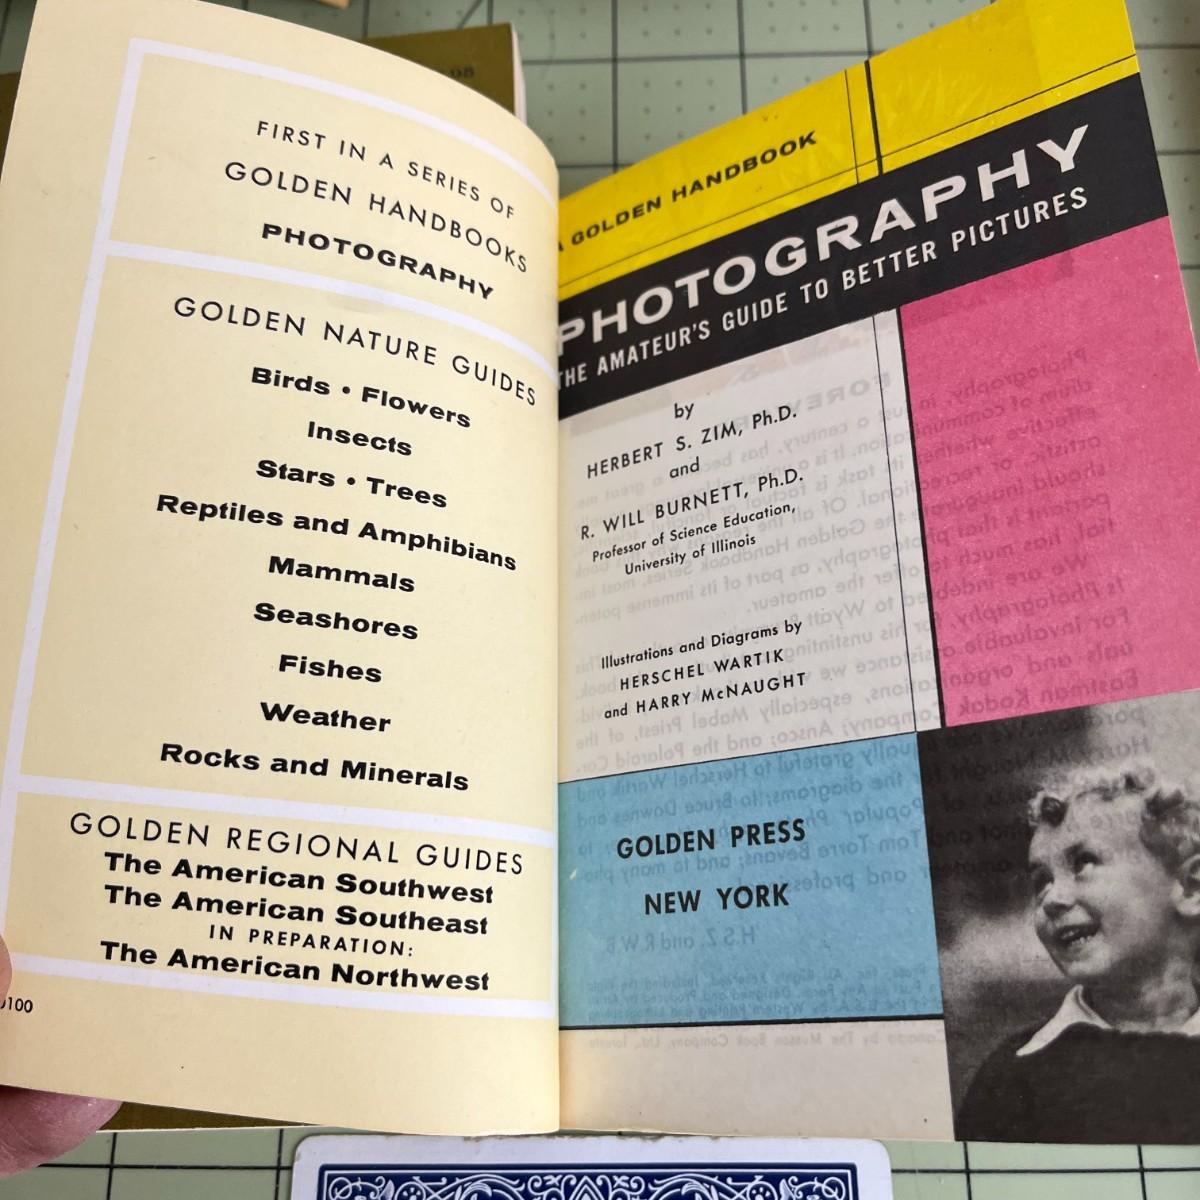 FIRST IN A SERIES OF
GOLDEN HANDBOOKS
PHOTOGRAPHY
GOLDEN NATURE GUIDES
Birds • Flowers
Insects
Stars • Trees
Reptiles and Amphibians
Mammals
Seashores
Fishes
Weather
Rocks and Minerals
GOLDEN REGIONAL GUIDES
The American Southwest
The American Southeast
IN PREPARATION:
The American Northwest
100
A GOLDEN HANDBOOK
PHOTOGRAPHY
THE AMATEUR'S GUIDE TO BETTER PICTURES
by
HERBERT S. ZIM, Ph.D.
and
R. WILL BURNETT, Ph.D.
Professor of Science Education,
University of Illinois
Illustrations and Diagrams by
HERSCHEL WARTIK
and HARRY McNAUGHT
GOLDEN PRESS
NEW YORK